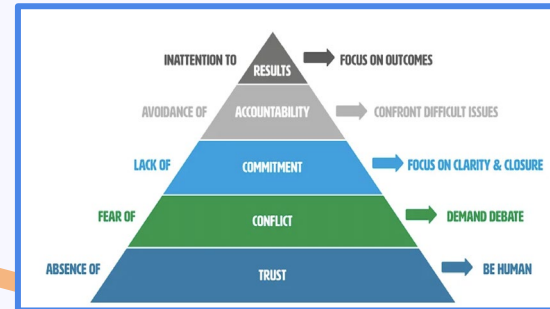 INATTENTION TO RESULTS FOCUS ON OUTCOMES
AVOIDANCE OF ACCOUNTABILITY CONFRONT DIFFICULT ISSUES
LACK OF COMMITMENT FOCUS ON CLARITY & CLOSURE
FEAR OF CONFLICT DEMAND DEBATE
ABSENCE OF TRUST BE HUMAN